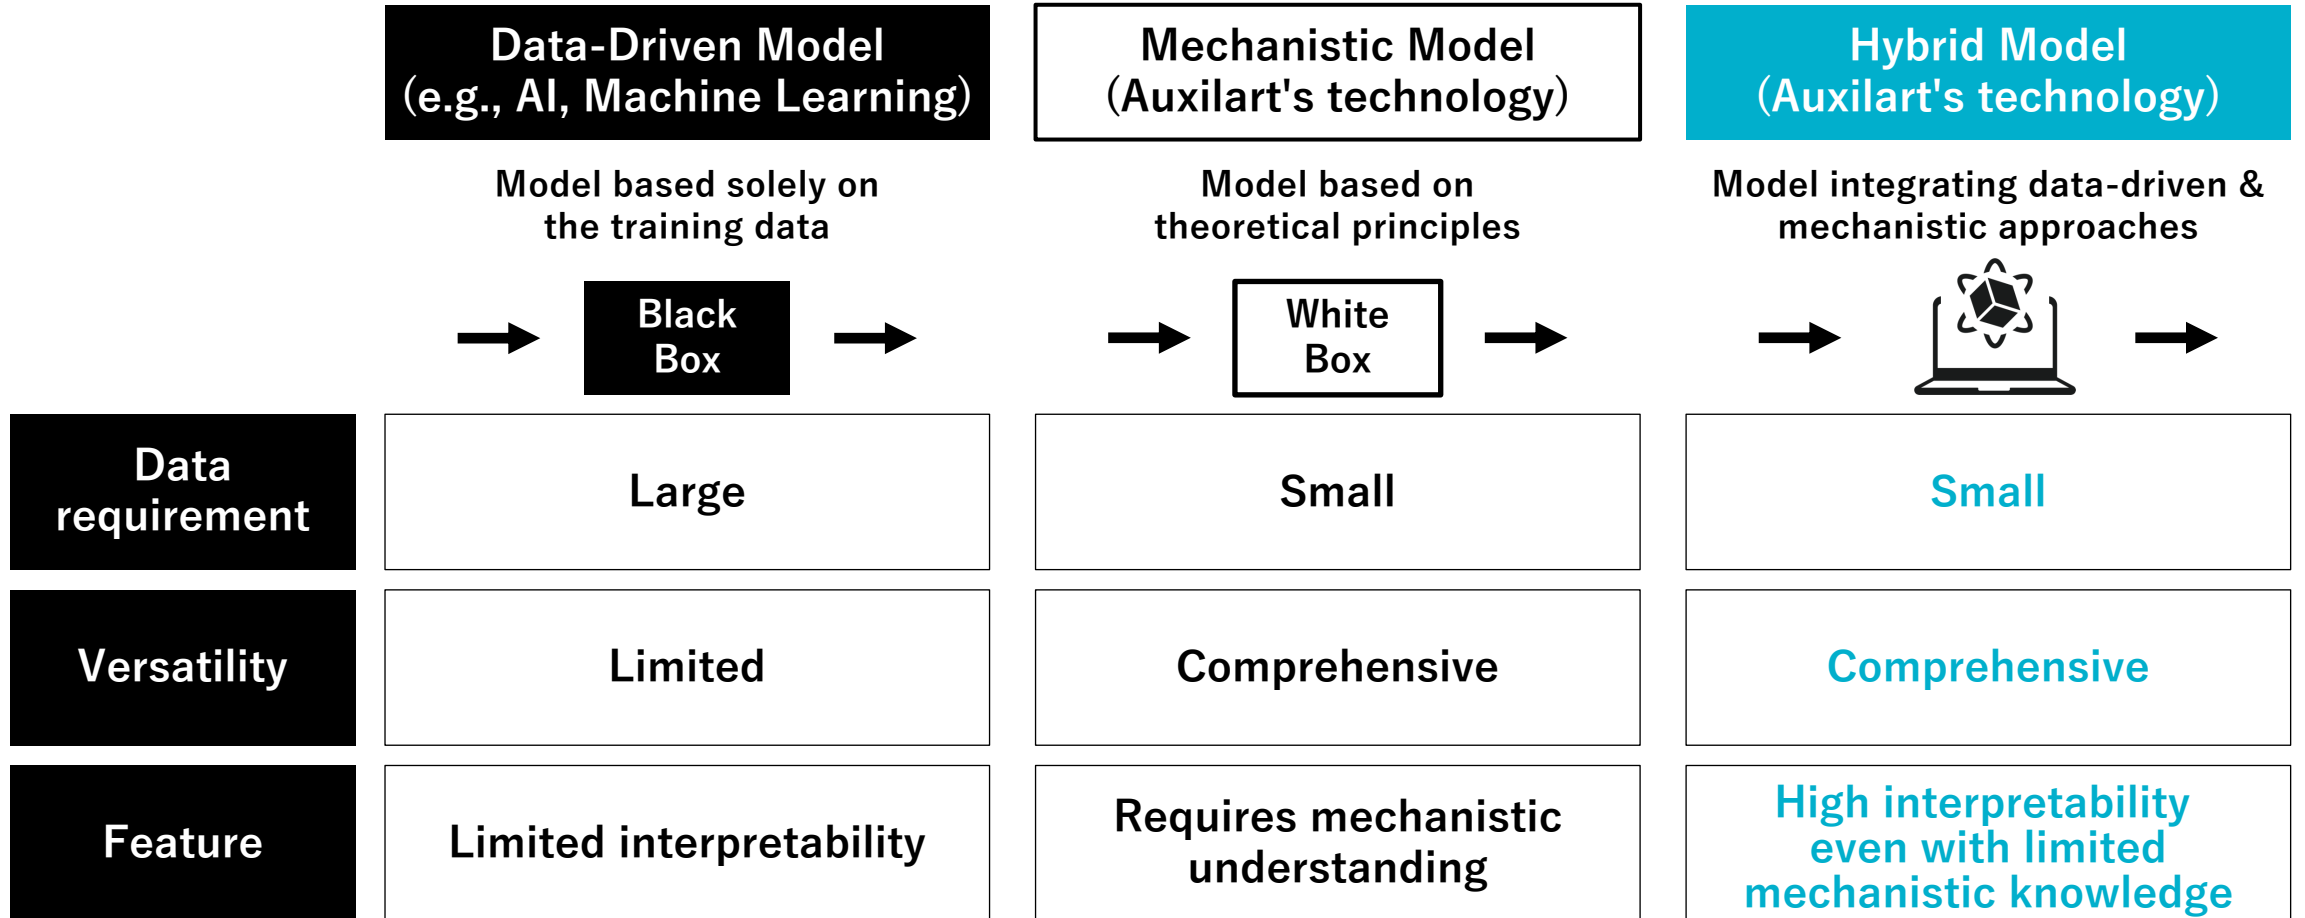 Data-Driven Model
(e.g., AI, Machine Learning)
Mechanistic Model
(Auxilart's technology)
Hybrid Model
(Auxilart's technology)
Model based solely on
the training data
Model based on
theoretical principles
Model integrating data-driven &
mechanistic approaches
Black
Box
White
Box
Data
requirement
Large
Small
Small
Versatility
Limited
Comprehensive
Comprehensive
Feature
Limited interpretability
Requires mechanistic
understanding
High interpretability
even with limited
mechanistic knowledge